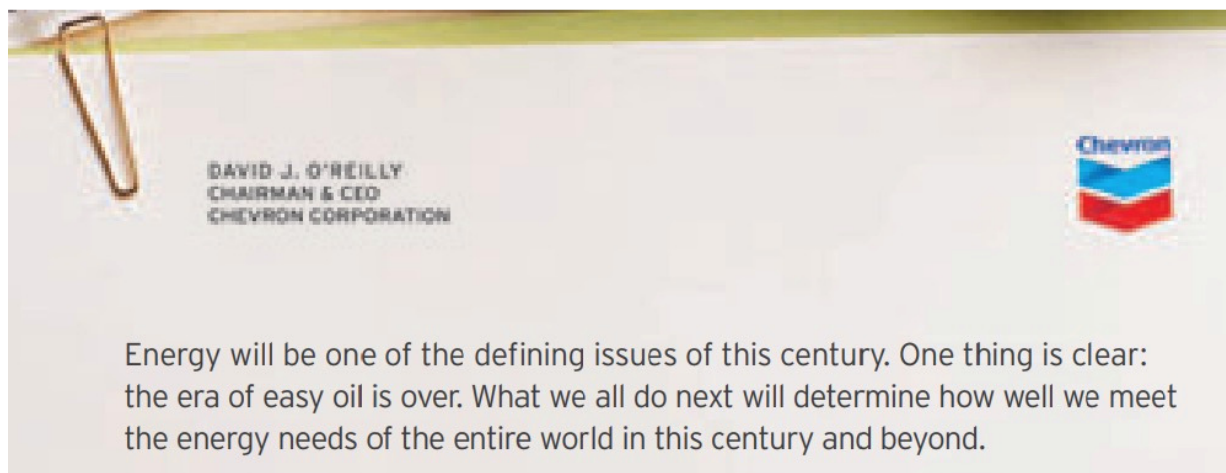 DAVID J. O'REILLY
CHAIRMAN & CEO
CHEVRON CORPORATION
Chevron
Energy will be one of the defining issues of this century. One thing is clear:
the era of easy oil is over. What we all do next will determine how well we meet
the energy needs of the entire world in this century and beyond.